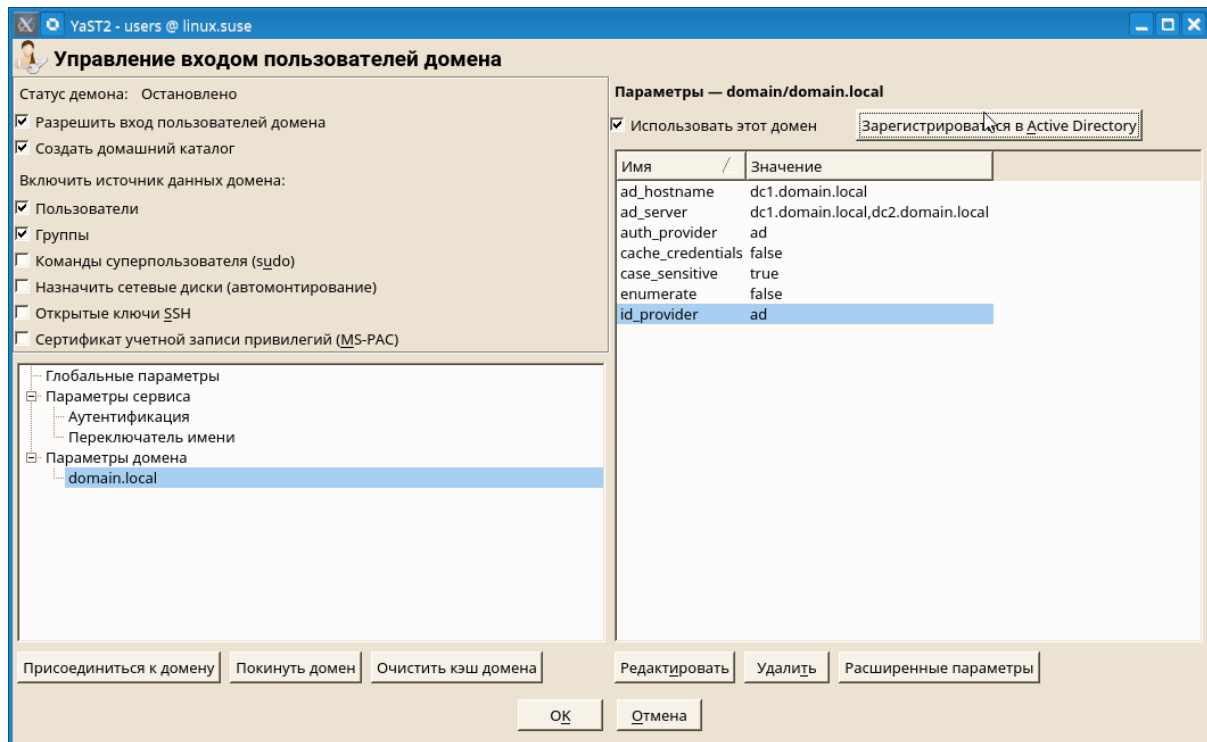 YaST2 - users @ linux.suse
Управление входом пользователей домена
Статус демона: Остановлено
Разрешить вход пользователей домена
Создать домашний каталог
Включить источник данных домена:
Пользователи
Группы
Команды суперпользователя (sudo)
Назначить сетевые диски (автомонтирование)
Открытые ключи SSH
Сертификат учетной записи привилегий (MS-PAC)
Глобальные параметры
Параметры сервиса
Аутентификация
Переключатель имени
Параметры домена
domain.local
Присоединиться к домену Покинуть домен Очистить кэш домена
Параметры — domain/domain.local
Использовать этот домен Зарегистрироваться в Active Directory
Имя Значение
ad_hostname dc1.domain.local
ad_server dc1.domain.local,dc2.domain.local
auth_provider ad
cache_credentials false
case_sensitive true
enumerate false
id_provider ad
Редактировать Удалить Расширенные параметры
OK Отмена